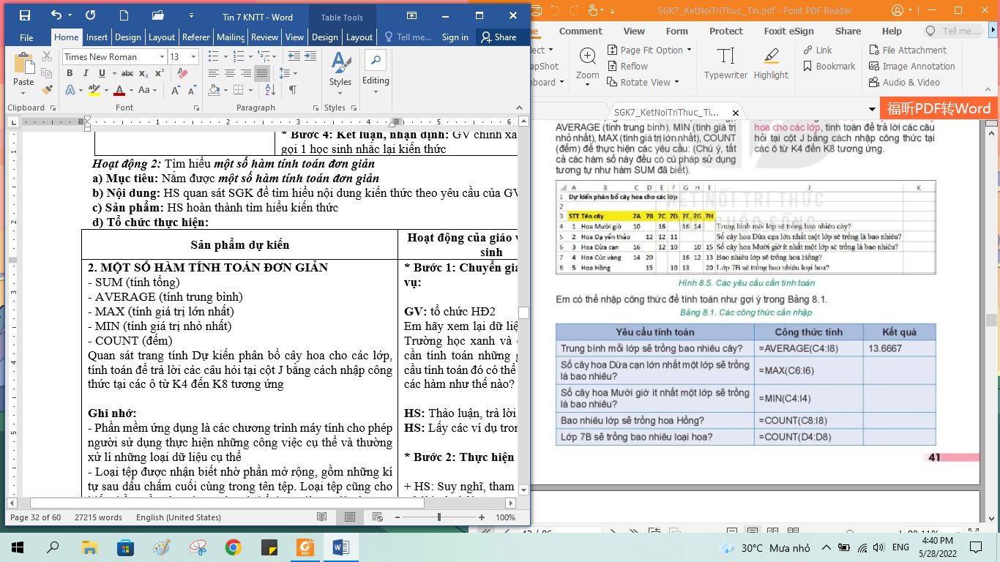 Tin 7 KNTT - Word
Table Tools
File Home Insert Design Layout Referer Mailing Review View Design Layout Tell me... Sign in Share
Paste
Times New Roman 13
Styles
Editing
Clipboard Font Paragraph Styles
* Bước 4: Kết luận, nhận định: GV chính xá
gọi 1 học sinh nhắc lại kiến thức
Hoạt động 2: Tìm hiểu một số hàm tính toán đơn giản
a) Mục tiêu: Nắm được một số hàm tính toán đơn giản
b) Nội dung: HS quan sát SGK để tìm hiểu nội dung kiến thức theo yêu cầu của GV
c) Sản phẩm: HS hoàn thành tìm hiểu kiến thức
d) Tổ chức thực hiện:
Sản phẩm dự kiến
Hoạt động của giáo v
sinh
2. MỘT SỐ HÀM TÍNH TOÁN ĐƠN GIẢN
- SUM (tính tổng)
- AVERAGE (tính trung bình)
- MAX (tính giá trị lớn nhất)
- MIN (tính giá trị nhỏ nhất)
- COUNT (đếm)
Quan sát trang tính Dự kiến phân bổ cây hoa cho các lớp,
tính toán để trả lời các câu hỏi tại cột J bằng cách nhập công
thức tại các ô từ K4 đến K8 tương ứng
Ghi nhớ:
- Phần mềm ứng dụng là các chương trình máy tính cho phép
người sử dụng thực hiện những công việc cụ thể và thường
xử lí những loại dữ liệu cụ thể
- Loại tệp được nhận biết nhờ phần mở rộng, gồm những kí
tự sau dấu chấm cuối cùng trong tên tệp. Loại tệp cũng cho
* Bước 1: Chuyển gia
vụ:
GV: tổ chức HĐ2
Em hãy xem lại dữ liệ
Trường học xanh và
cần tính toán những g
cầu tính toán đó có thể
các hàm như thế nào?
HS: Thảo luận, trả lời
HS: Lấy các ví dụ tron
* Bước 2: Thực hiện
+ HS: Suy nghĩ, tham
Page 32 of 60 27215 words English (United States) 100%
SGK7_KetNoiTriThuc_Tin.pdf - Foxit PDF Reader
Comment View Form Protect Foxit eSign Share Help Tell me...
Zoom
Page Fit Option
Reflow
Rotate View
Typewriter Highlight
Link
Bookmark
File Attachment
Image Annotation
Audio & Video
SGK7_KetNoiTriThuc_Ti...
福昕PDF转Word
AVERAGE (tính trung bình), MIN (tính giá trị
nhỏ nhất), MAX (tính giá trị lớn nhất), COUNT
(đếm) để thực hiện các yêu cầu: (Chú ý, tất
cả các hàm số này đều có cú pháp sử dụng
tương tự như hàm SUM đã biết).
hoa cho các lớp, tính toán để trả lời các câu
hỏi tại cột J bằng cách nhập công thức tại
các ô từ K4 đến K8 tương ứng.
A B C D E F G H I J K
1 Dự kiến phân bổ cây hoa cho các lớp
2
3 STT Tên cây 7A 7B 7C 7D 7E 7G 7H
4 1 Hoa Mười giờ 10 16 16 14 Trung bình mỗi lớp sẽ trồng bao nhiêu cây?
5 2 Hoa Dạ yến thảo 12 12 11 Số cây hoa Dừa cạn lớn nhất một lớp sẽ trồng là bao nhiêu?
6 3 Hoa Dừa cạn 16 12 10 10 15 Số cây hoa Mười giờ ít nhất một lớp sẽ trồng là bao nhiêu?
7 4 Hoa Cúc vàng 14 20 16 12 13 Bao nhiêu lớp sẽ trồng hoa Hồng?
8 5 Hoa Hồng 15 10 13 20 Lớp 7B sẽ trồng bao nhiêu loại hoa?
KẾT NỐI TRI THỨC
Hình 8.5. Các yêu cầu cần tính toán
Em có thể nhập công thức để tính toán như gợi ý trong Bảng 8.1.
Bảng 8.1. Các công thức cần nhập
Yêu cầu tính toán Công thức tính Kết quả
Trung bình mỗi lớp sẽ trồng bao nhiêu cây? =AVERAGE(C4:I8) 13.6667
Số cây hoa Dừa cạn lớn nhất một lớp sẽ trồng
là bao nhiêu?
=MAX(C6:I6)
Số cây hoa Mười giờ ít nhất một lớp sẽ trồng
là bao nhiêu?
=MIN(C4:I4)
Bao nhiêu lớp sẽ trồng hoa Hồng? =COUNT(C8:I8)
Lớp 7B sẽ trồng bao nhiêu loại hoa? =COUNT(D4:D8)
41
30°C Mưa nhỏ
ENG
4:40 PM
5/28/2022